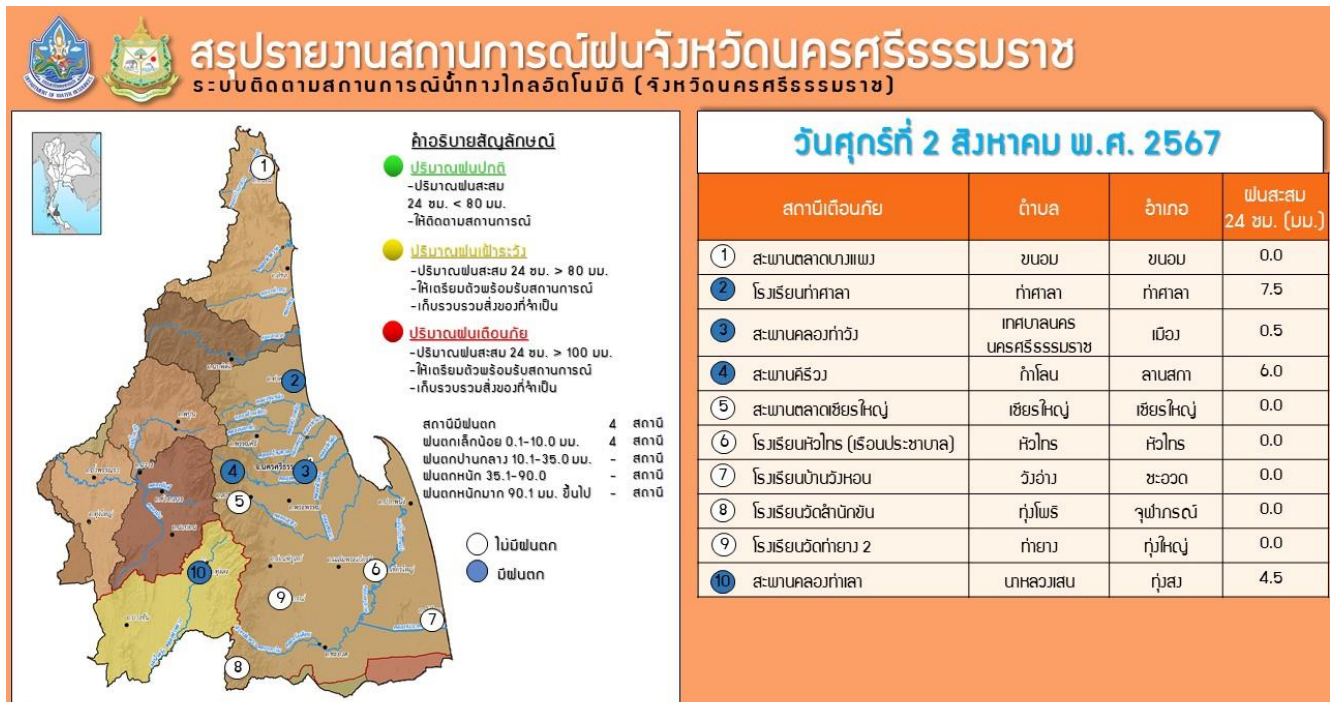 สรุปรายงานสถานการณ์ฝนจังหวัดนครศรีธรรมราช
ระบบติดตามสถานการณ์น้ำทางไกลอัตโนมัติ (จังหวัดนครศรีธรรมราช)
คำอธิบายสัญลักษณ์
ปริมาณฝนปกติ
-ปริมาณฝนสะสม
24 ชม. < 80 มม.
-ให้ติดตามสถานการณ์
ปริมาณฝนเฝ้าระวัง
-ปริมาณฝนสะสม 24 ชม. > 80 มม.
-ให้เตรียมตัวพร้อมรับสถานการณ์
-เก็บรวบรวมสิ่งของที่จำเป็น
ปริมาณฝนเตือนภัย
-ปริมาณฝนสะสม 24 ชม. > 100 มม.
-ให้เตรียมตัวพร้อมรับสถานการณ์
-เก็บรวบรวมสิ่งของที่จำเป็น
สถานีมีฝนตก 4 สถานี
ฝนตกเล็กน้อย 0.1-10.0 มม. 4 สถานี
ฝนตกปานกลาง 10.1-35.0 มม. - สถานี
ฝนตกหนัก 35.1-90.0 - สถานี
ฝนตกหนักมาก 90.1 มม. ขึ้นไป - สถานี
ไม่มีฝนตก
มีฝนตก
1
2
4
3
5
6
10
9
7
8
วันศุกร์ที่ 2 สิงหาคม พ.ศ. 2567
สถานีเตือนภัย ตำบล อำเภอ ฝนสะสม
24 ชม. (มม.)
1 สะพานตลาดบางแพง ขนอม ขนอม 0.0
2 โรงเรียนท่าศาลา ท่าศาลา ท่าศาลา 7.5
3 สะพานคลองท่าวัง เทศบาลนคร
นครศรีธรรมราช เมือง 0.5
4 สะพานคีรีวง กำโลน ลานสกา 6.0
5 สะพานตลาดเชียรใหญ่ เชียรใหญ่ เชียรใหญ่ 0.0
6 โรงเรียนหัวไทร (เรือนประชาบาล) หัวไทร หัวไทร 0.0
7 โรงเรียนบ้านวังหอน วังอ่าง ชะอวด 0.0
8 โรงเรียนวัดสำนักขัน ทุ่งโพธิ จุฬาภรณ์ 0.0
9 โรงเรียนวัดท่ายาง 2 ท่ายาง ทุ่งใหญ่ 0.0
10 สะพานคลองท่าเลา นาหลวงเสน ทุ่งสง 4.5